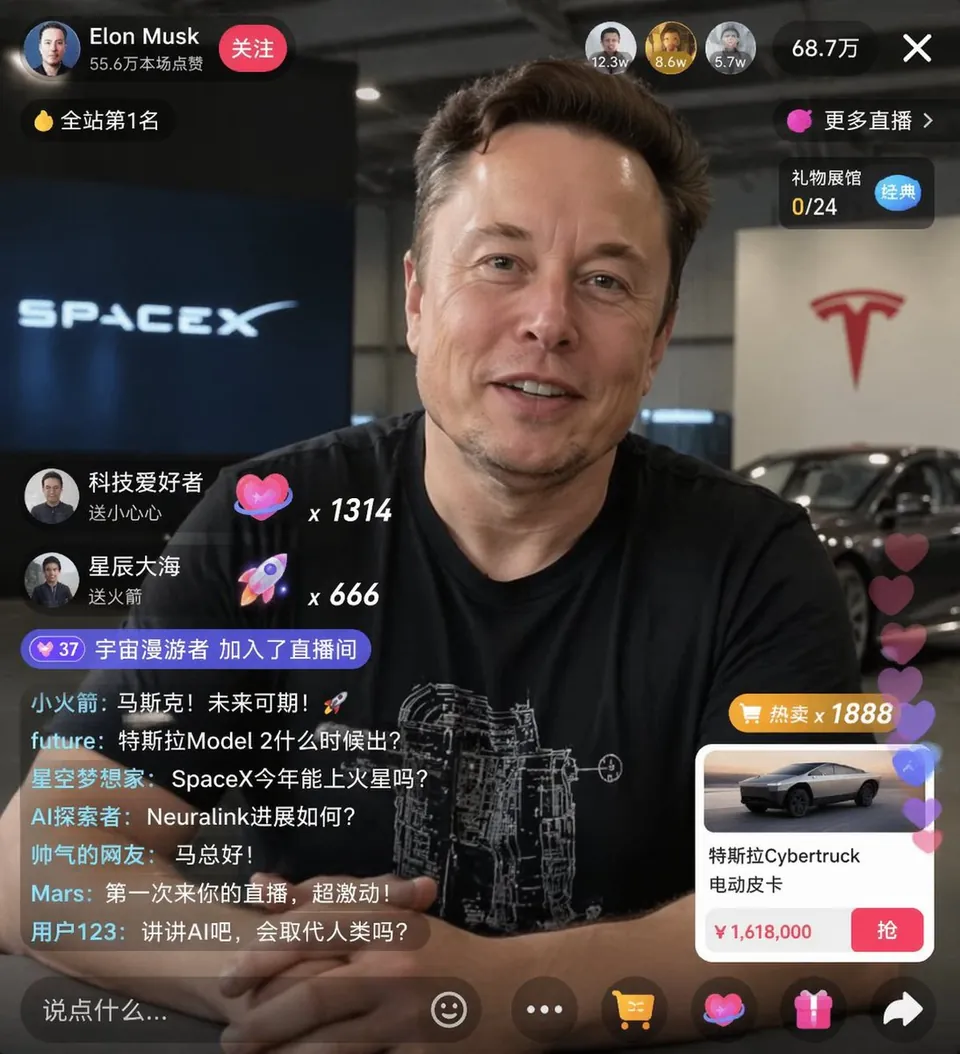 Elon Musk
55.6万本场点赞
关注
12.3w
8.6w
5.7w
68.7万
全站第1名
更多直播
礼物展馆
0/24
经典
SPACEX
科技爱好者
送小心心
x 1314
星辰大海
送火箭
x 666
37 宇宙漫游者 加入了直播间
小火箭：马斯克！未来可期！🚀
future：特斯拉Model 2什么时候出？
星空梦想家：SpaceX今年能上火星吗？
AI探索者：Neuralink进展如何？
帅气的网友：马总好！
Mars：第一次来你的直播，超激动！
用户123：讲讲AI吧，会取代人类吗？
热卖 x 1888
特斯拉Cybertruck
电动皮卡
￥1,618,000
抢
说点什么...